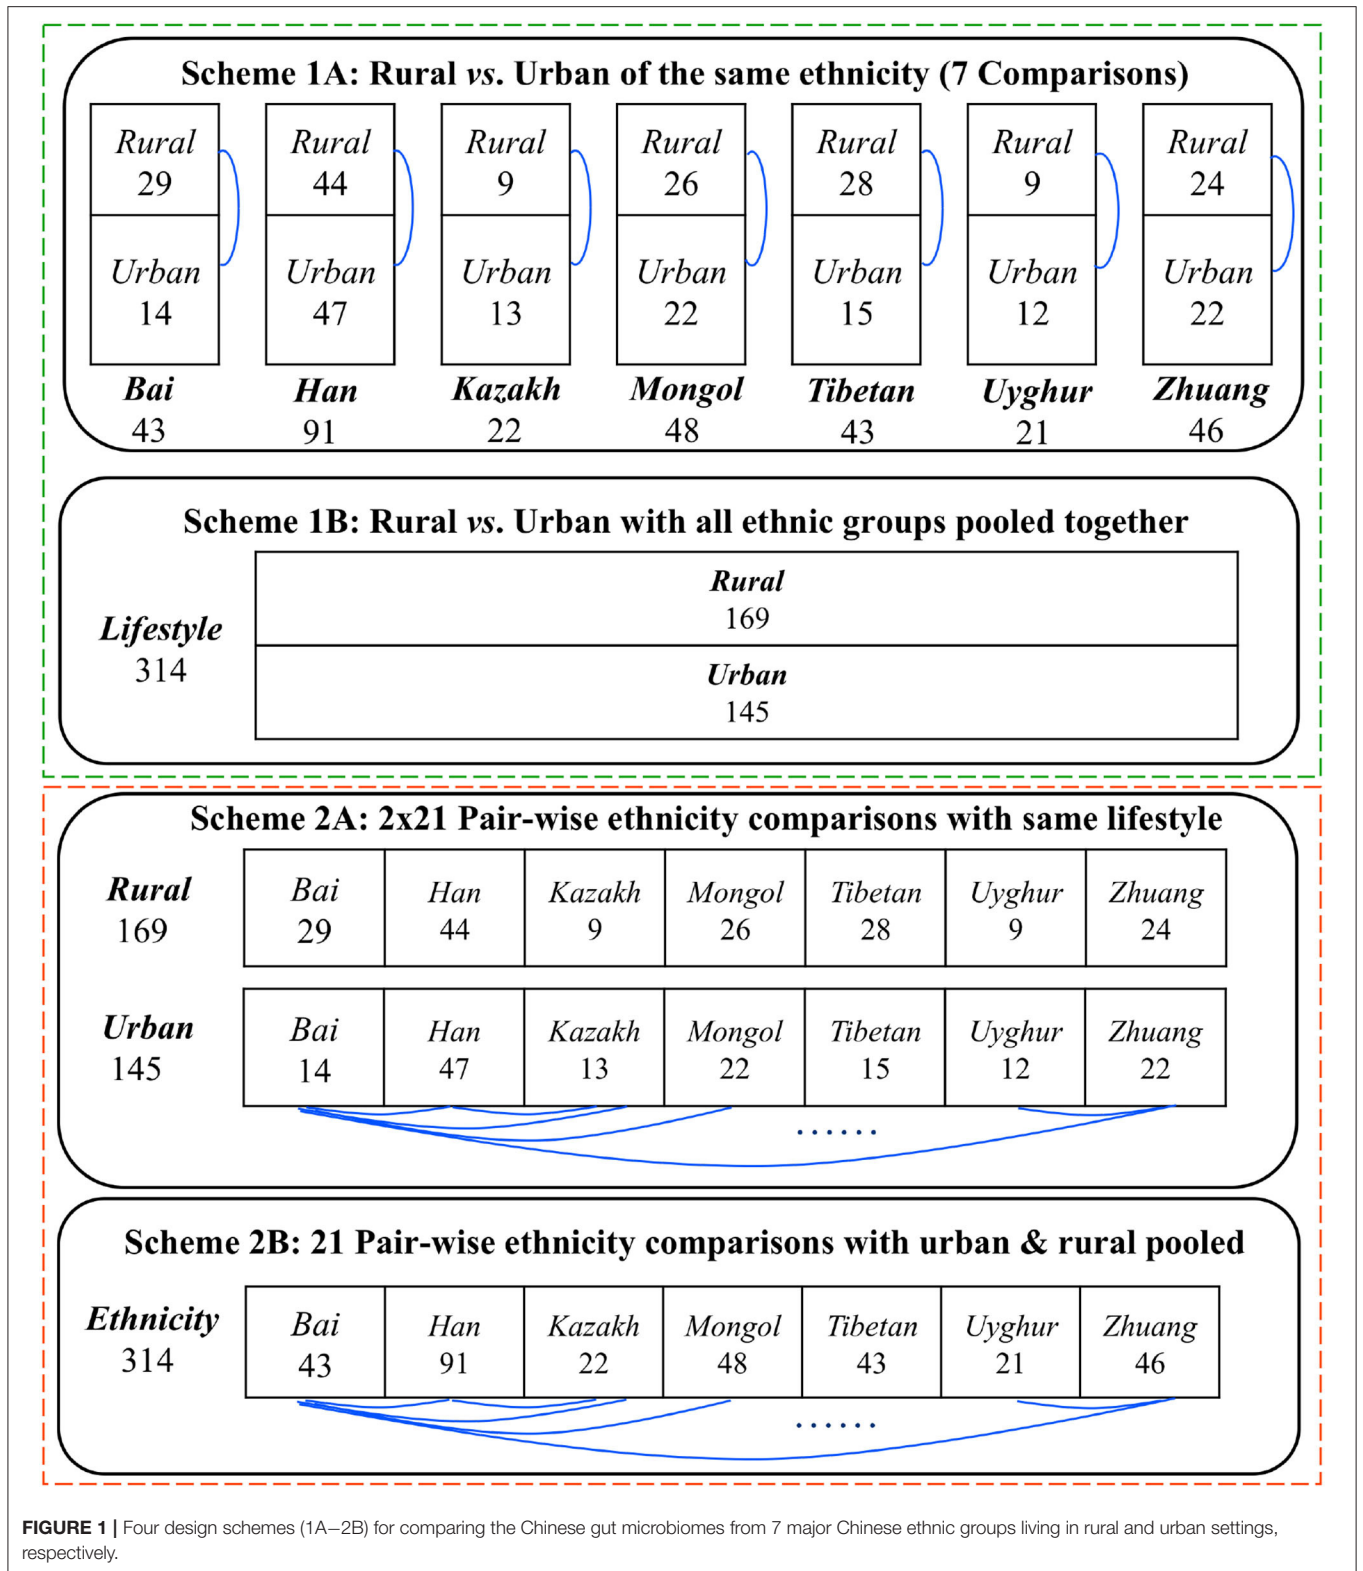 Scheme 1A: Rural vs. Urban of the same ethnicity (7 Comparisons)
Rural Rural Rural Rural Rural Rural Rural
29 44 9 26 28 9 24
Urban Urban Urban Urban Urban Urban Urban
14 47 13 22 15 12 22
Bai Han Kazakh Mongol Tibetan Uyghur Zhuang
43 91 22 48 43 21 46
Scheme 1B: Rural vs. Urban with all ethnic groups pooled together
Lifestyle
314
Rural
169
Urban
145
Scheme 2A: 2x21 Pair-wise ethnicity comparisons with same lifestyle
Rural Bai Han Kazakh Mongol Tibetan Uyghur Zhuang
169 29 44 9 26 28 9 24
Urban Bai Han Kazakh Mongol Tibetan Uyghur Zhuang
145 14 47 13 22 15 12 22
......
Scheme 2B: 21 Pair-wise ethnicity comparisons with urban & rural pooled
Ethnicity Bai Han Kazakh Mongol Tibetan Uyghur Zhuang
314 43 91 22 48 43 21 46
......
FIGURE 1 | Four design schemes (1A–2B) for comparing the Chinese gut microbiomes from 7 major Chinese ethnic groups living in rural and urban settings,
respectively.